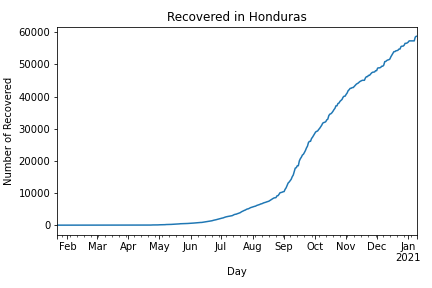 Recovered in Honduras
Number of Recovered
60000
50000
40000
30000
20000
10000
0
Feb Mar Apr May Jun Jul Aug Sep Oct Nov Dec Jan
2021
Day